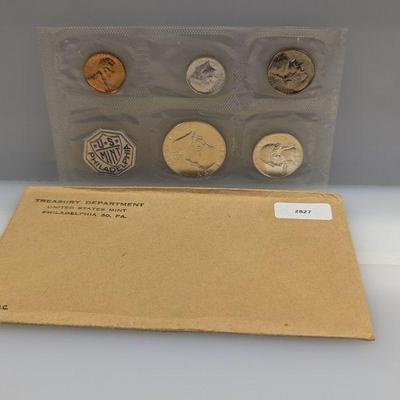 U·S·
MINT
PHILADELPHIA
TREASURY DEPARTMENT
UNITED STATES MINT
PHILADELPHIA 30, PA.
2827